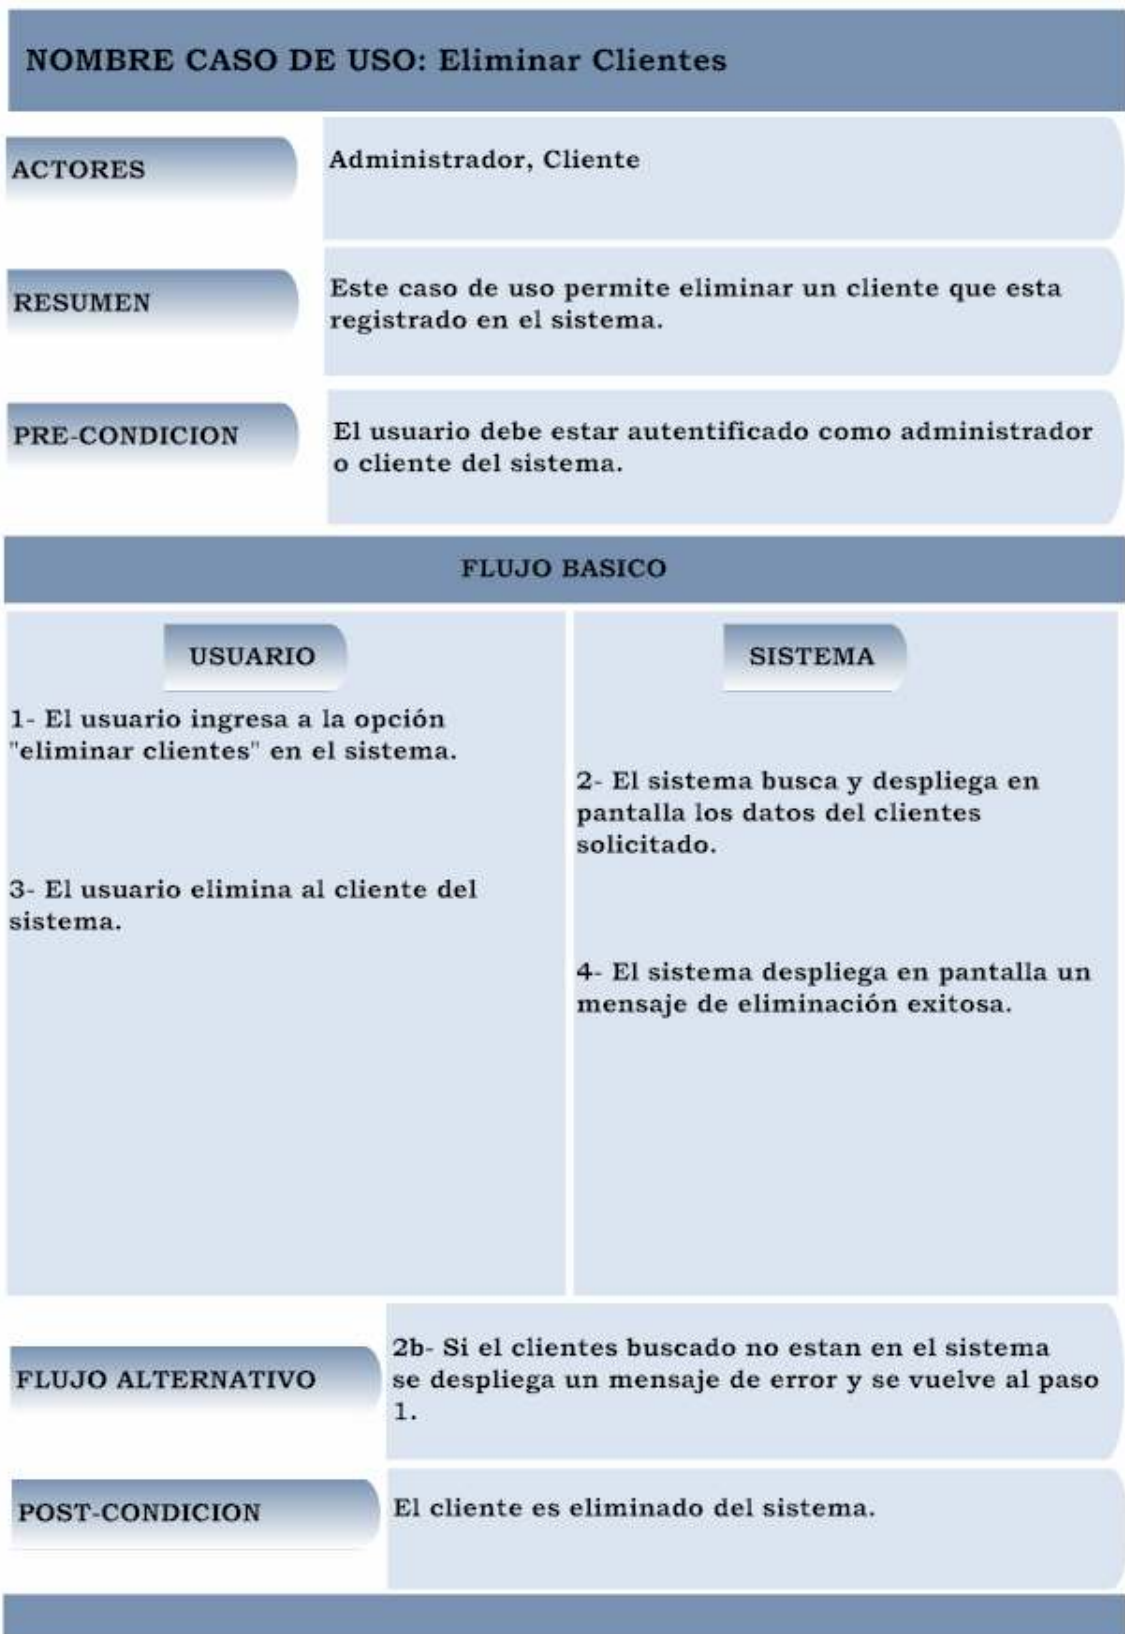 NOMBRE CASO DE USO: Eliminar Clientes
ACTORES
Administrador, Cliente
RESUMEN
Este caso de uso permite eliminar un cliente que esta
registrado en el sistema.
PRE-CONDICION
El usuario debe estar autentificado como administrador
o cliente del sistema.
FLUJO BASICO
USUARIO
1- El usuario ingresa a la opción
"eliminar clientes" en el sistema.
3- El usuario elimina al cliente del
sistema.
SISTEMA
2- El sistema busca y despliega en
pantalla los datos del clientes
solicitado.
4- El sistema despliega en pantalla un
mensaje de eliminación exitosa.
FLUJO ALTERNATIVO
2b- Si el clientes buscado no estan en el sistema
se despliega un mensaje de error y se vuelve al paso
1.
POST-CONDICION
El cliente es eliminado del sistema.